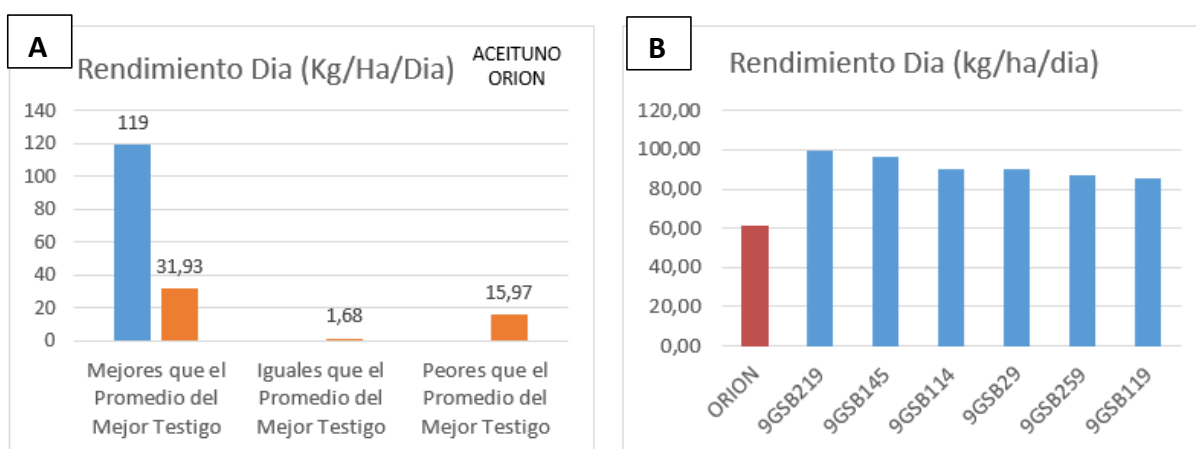 A
Rendimiento Dia (Kg/Ha/Dia)
ACEITUNO
ORION
140
120
100
80
60
40
20
0
119
31,93
1,68
15,97
Mejores que el
Promedio del
Mejor Testigo
Iguales que el
Promedio del
Mejor Testigo
Peores que el
Promedio del
Mejor Testigo
B
Rendimiento Dia (kg/ha/dia)
120,00
100,00
80,00
60,00
40,00
20,00
0,00
ORION
9GSB219
9GSB145
9GSB114
9GSB29
9GSB259
9GSB119